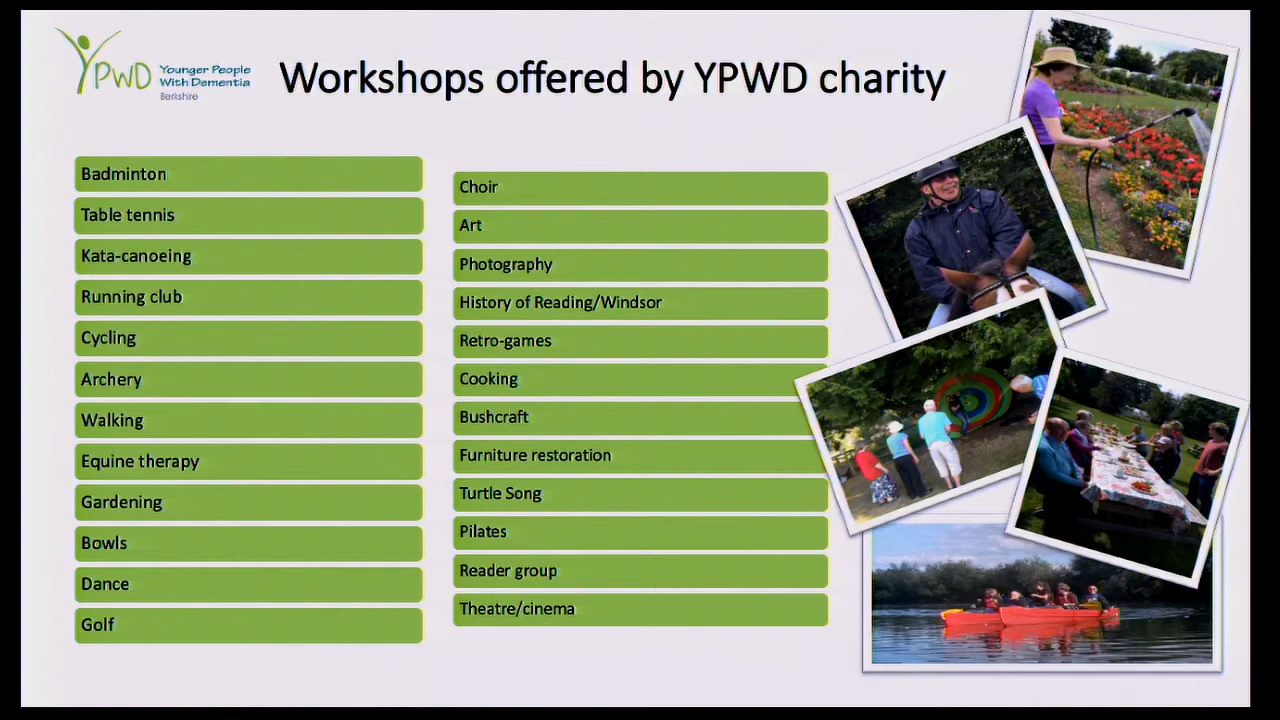 YPWD Younger People
With Dementia
Berkshire
Workshops offered by YPWD charity
Badminton
Table tennis
Kata-canoeing
Running club
Cycling
Archery
Walking
Equine therapy
Gardening
Bowls
Dance
Golf
Choir
Art
Photography
History of Reading/Windsor
Retro-games
Cooking
Bushcraft
Furniture restoration
Turtle Song
Pilates
Reader group
Theatre/cinema